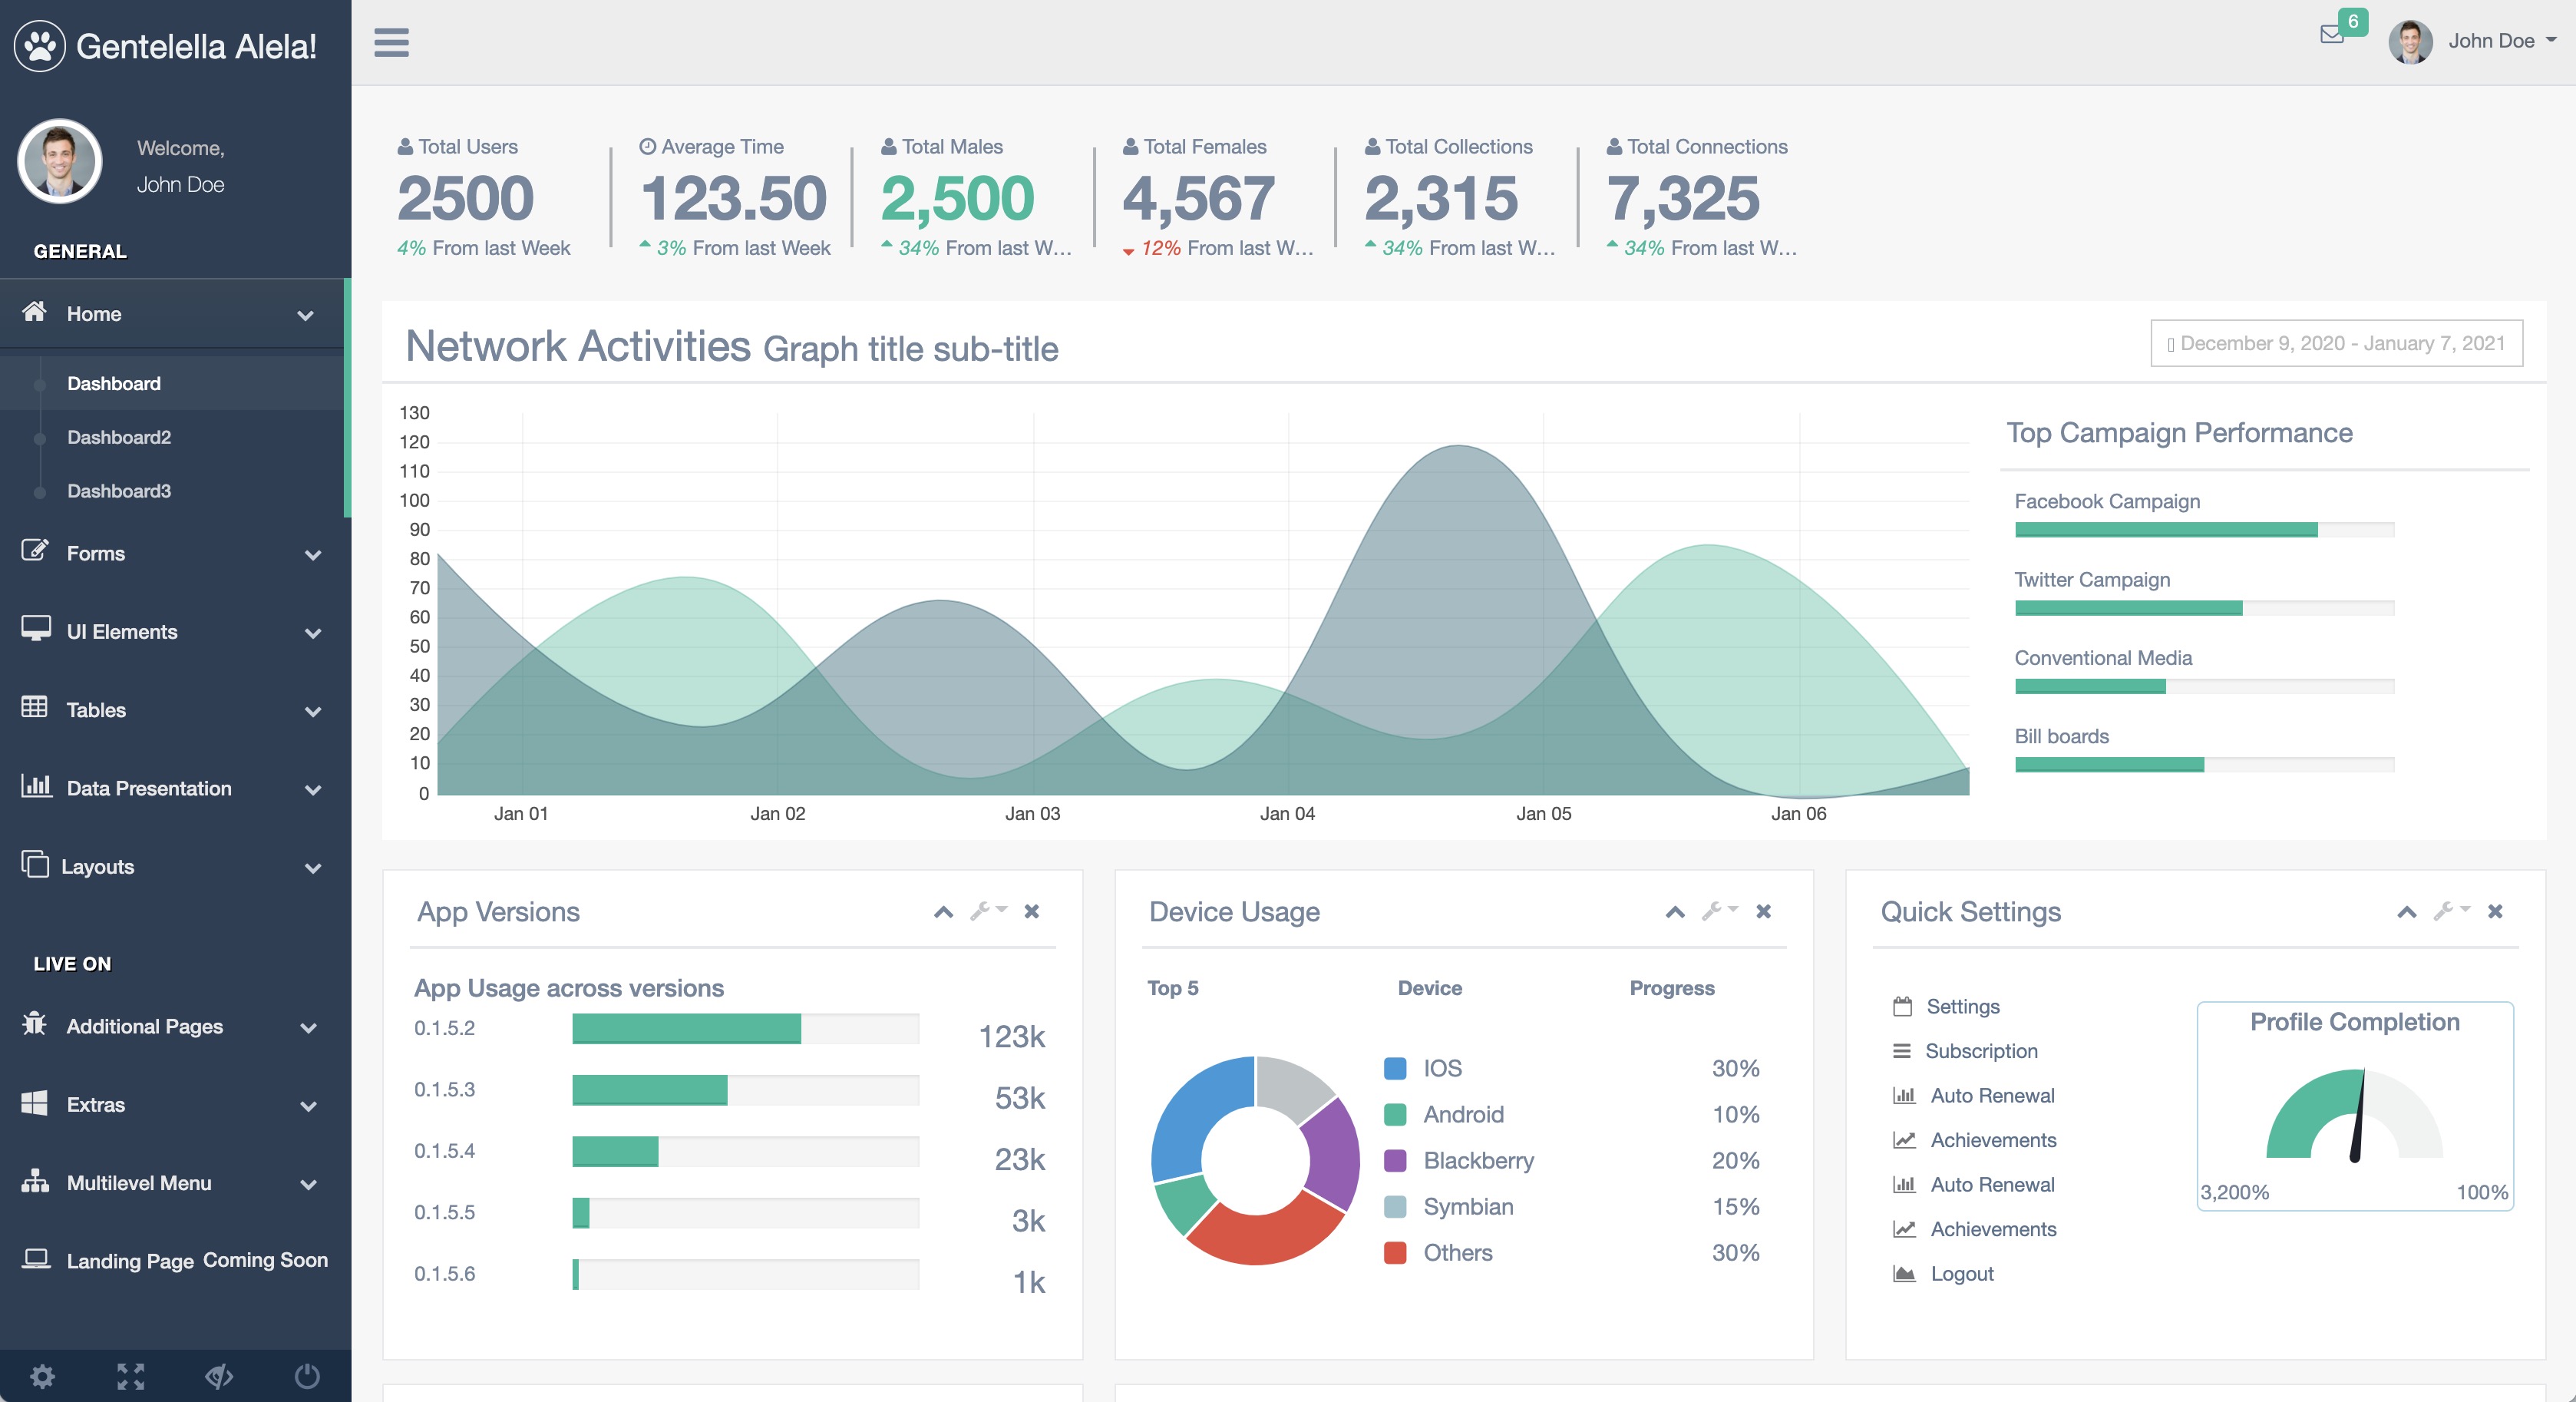 Gentelella Alela!
Welcome,
John Doe
GENERAL
Home
Dashboard
Dashboard2
Dashboard3
Forms
UI Elements
Tables
Data Presentation
Layouts
LIVE ON
Additional Pages
Extras
Multilevel Menu
Landing Page Coming Soon
6
John Doe
Total Users
2500
4% From last Week
Average Time
123.50
3% From last Week
Total Males
2,500
34% From last W...
Total Females
4,567
12% From last W...
Total Collections
2,315
34% From last W...
Total Connections
7,325
34% From last W...
Network Activities Graph title sub-title
December 9, 2020 - January 7, 2021
130
120
110
100
90
80
70
60
50
40
30
20
10
0
Jan 01
Jan 02
Jan 03
Jan 04
Jan 05
Jan 06
Top Campaign Performance
Facebook Campaign
Twitter Campaign
Conventional Media
Bill boards
App Versions
App Usage across versions
0.1.5.2 123k
0.1.5.3 53k
0.1.5.4 23k
0.1.5.5 3k
0.1.5.6 1k
Device Usage
Top 5 Device Progress
IOS 30%
Android 10%
Blackberry 20%
Symbian 15%
Others 30%
Quick Settings
Settings
Subscription
Auto Renewal
Achievements
Auto Renewal
Achievements
Logout
Profile Completion
3,200% 100%